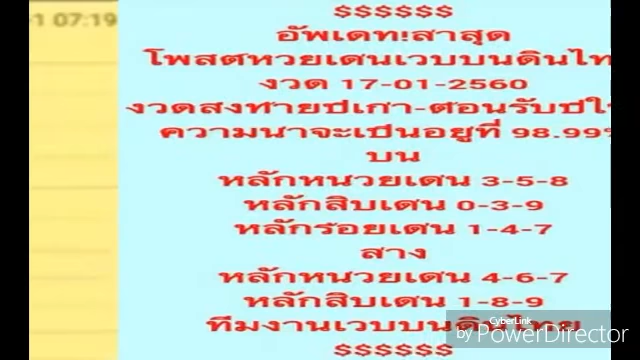 -1 07:19
$$$$$$
อัพเดท!ล่าสุด
โพสต์หวยเด่นเวบบนดินไท
งวด 17-01-2560
งวดส่งท้ายปีเก่า-ต้อนรับปีใ
ความน่าจะเป็นอยู่ที่ 98.99%
บน
หลักหน่วยเด่น 3-5-8
หลักสิบเด่น 0-3-9
หลักร้อยเด่น 1-4-7
ล่าง
หลักหน่วยเด่น 4-6-7
หลักสิบเด่น 1-8-9
ทีมงานเวบบนดินไทย
$$$$$$
CyberLink
by PowerDirector